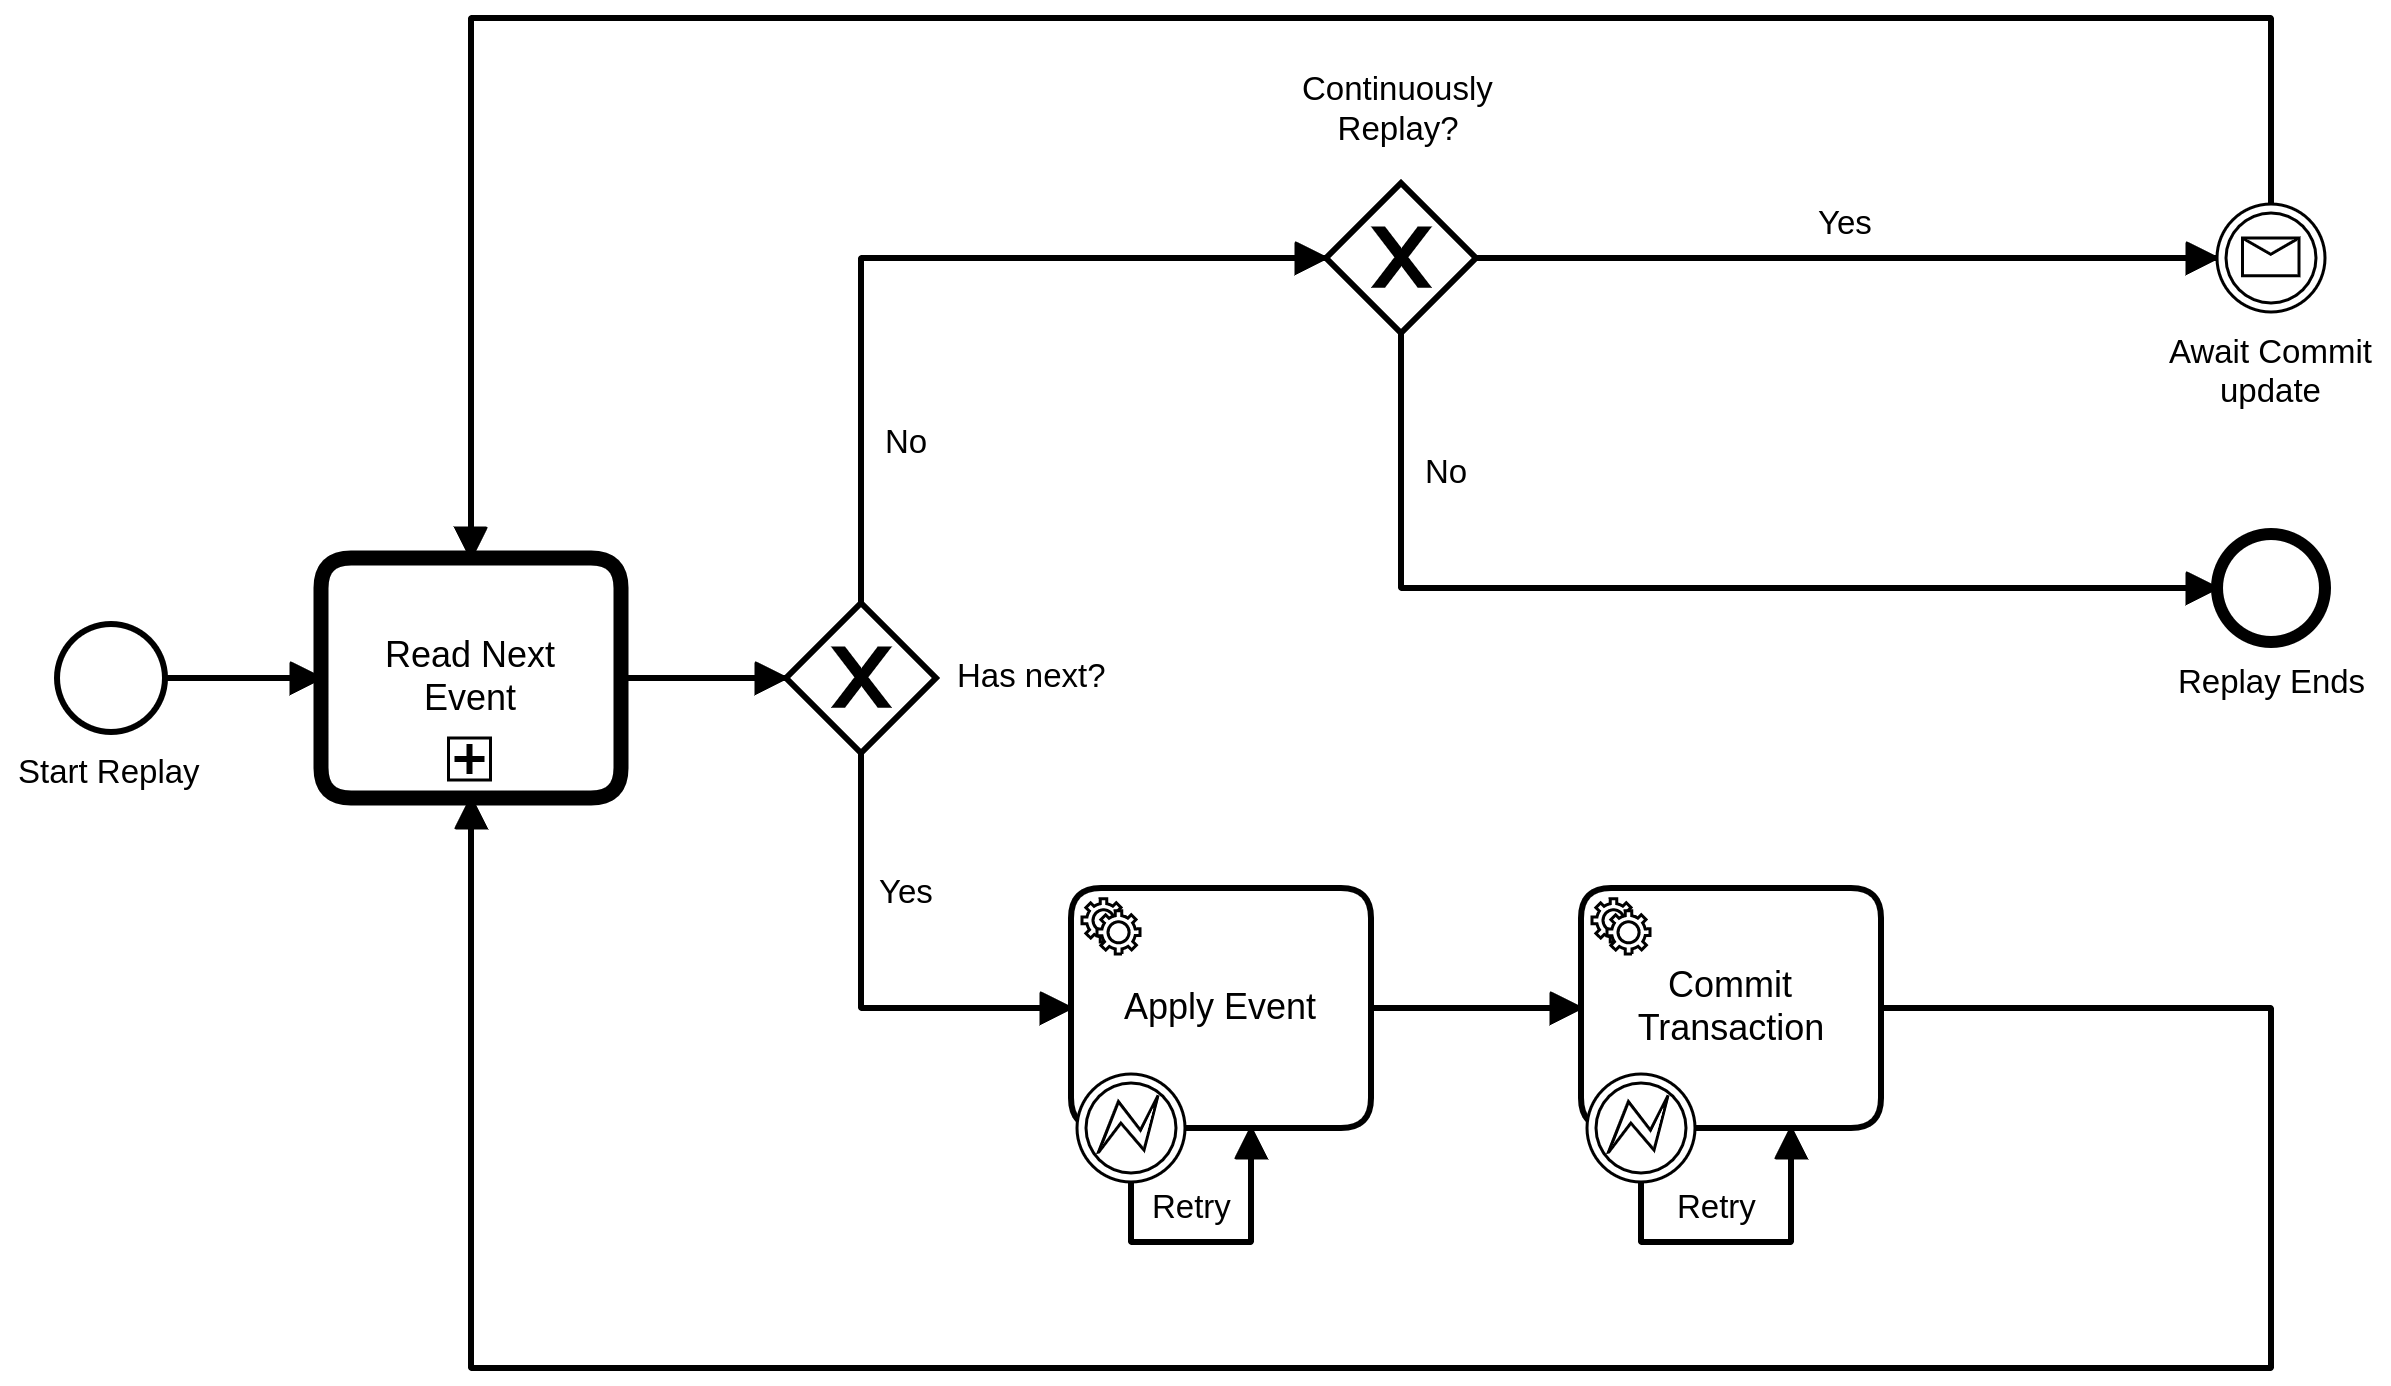 Continuously
Replay?
Yes
Await Commit
update
No
No
Read Next
Event
Has next?
Replay Ends
Start Replay
Yes
Apply Event
Commit
Transaction
Retry
Retry